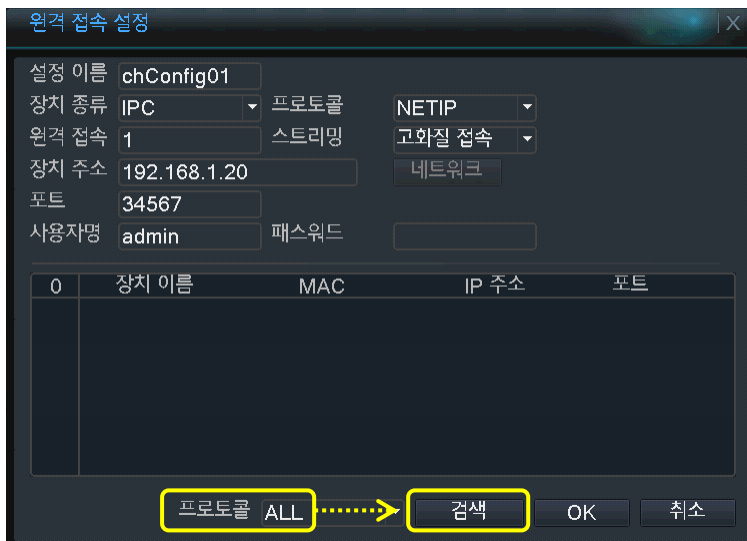 원격 접속 설정 X
설정 이름 chConfig01
장치 종류 IPC 프로토콜 NETIP
원격 접속 1 스트리밍 고화질 접속
장치 주소 192.168.1.20 네트워크
포트 34567
사용자명 admin 패스워드
0 장치 이름 MAC IP 주소 포트
프로토콜 ALL 검색 OK 취소